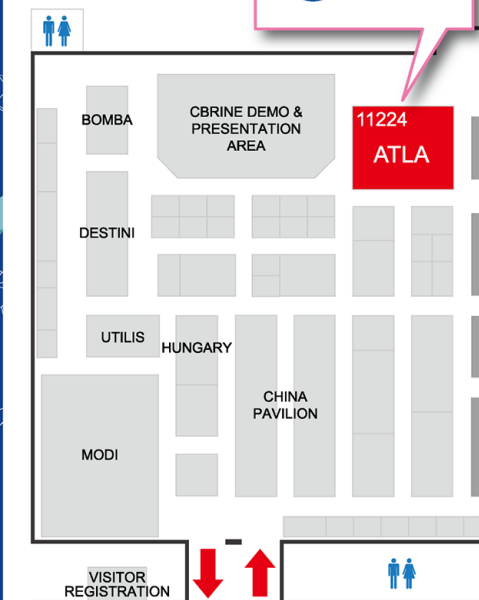 11224
ATLA
CBRINE DEMO &
PRESENTATION
AREA
BOMBA
DESTINI
UTILIS
HUNGARY
CHINA
PAVILION
MODI
VISITOR
REGISTRATION